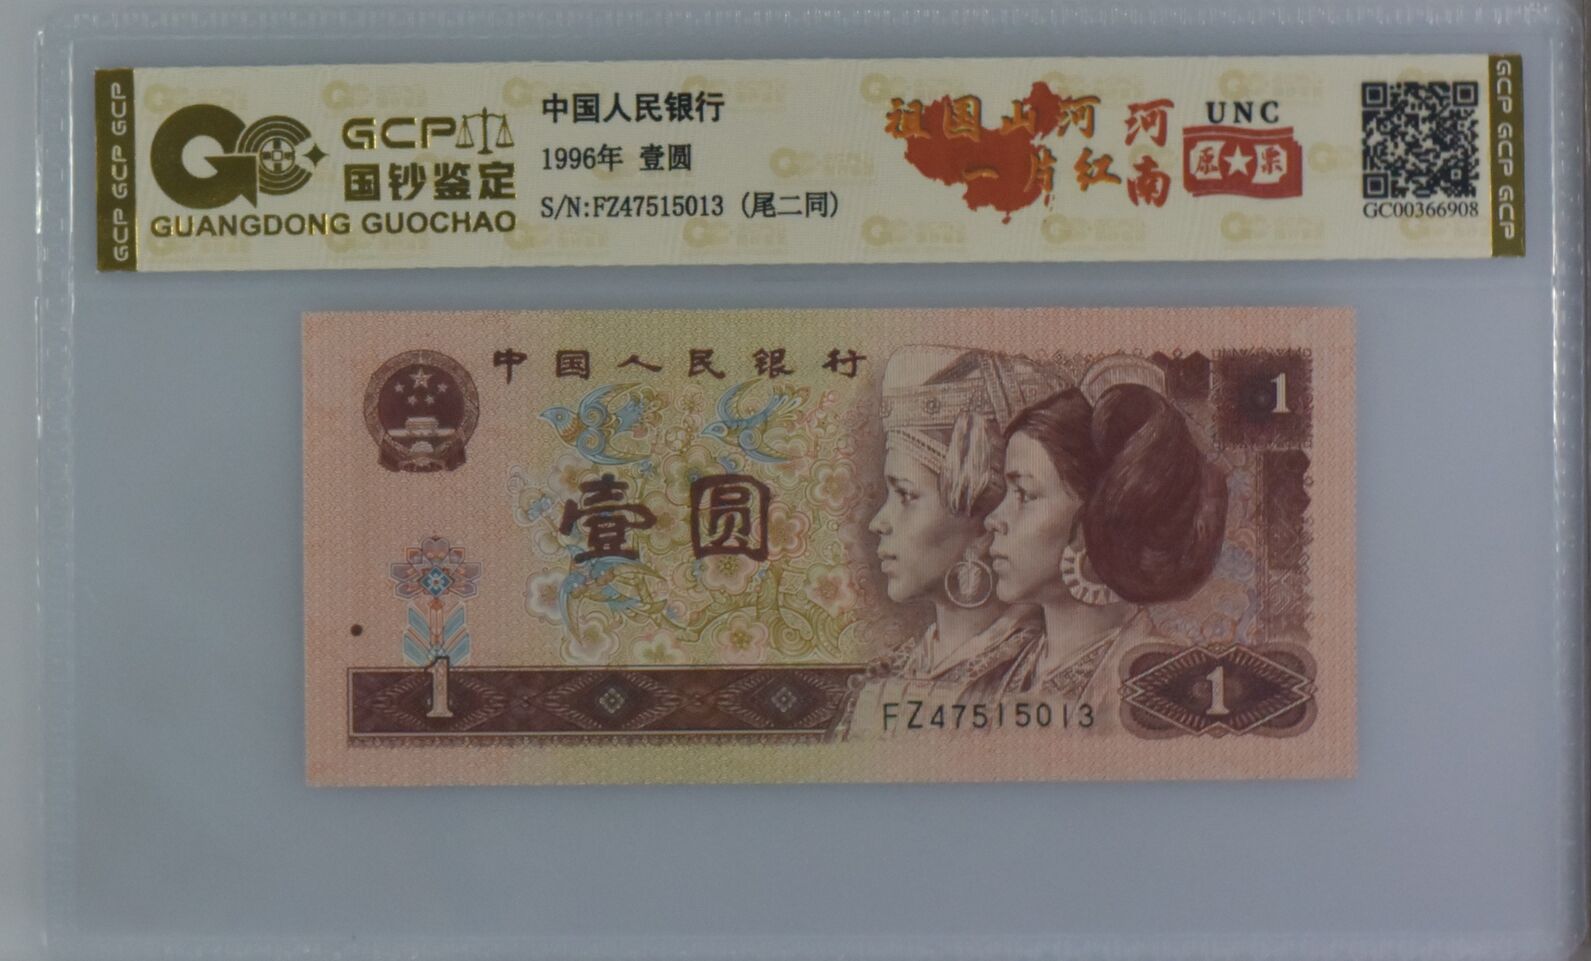 GCP GCP GCP
GCP
国钞鉴定
GUANGDONG GUOCHAO
中国人民银行
1996年 壹圆
S/N:FZ47515013 (尾二同)
祖国山河
一片红
河南
UNC
原★票
GC00366908
GCP GCP GCP
中国人民银行
1
壹圆
1
1
FZ47515013